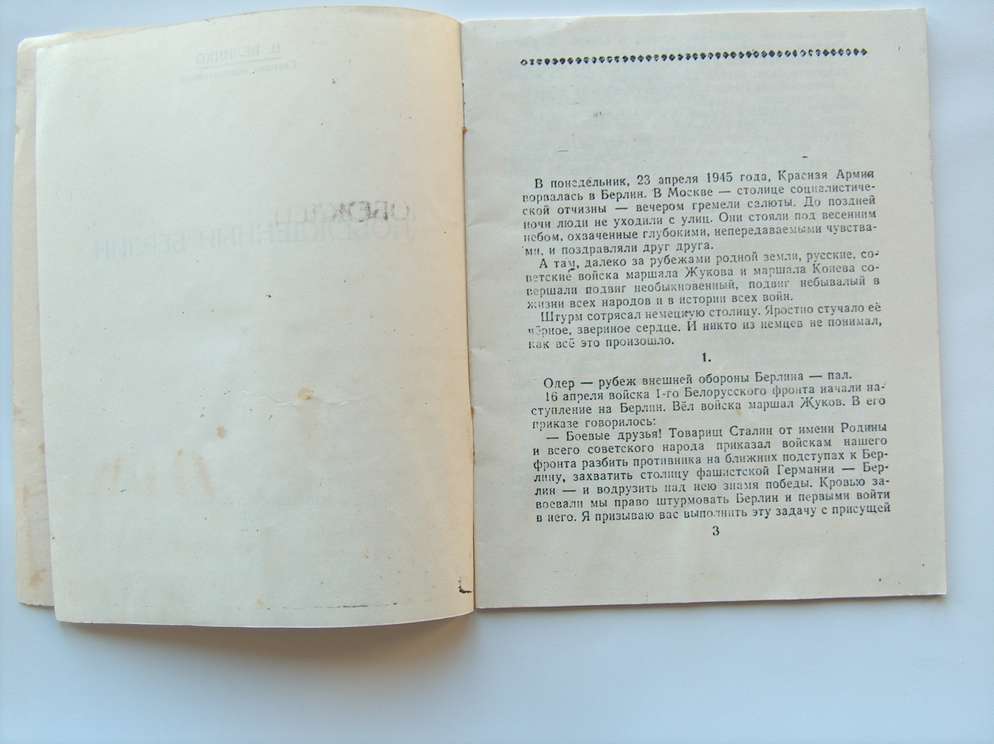 В понедельник, 23 апреля 1945 года, Красная Армия
ворвалась в Берлин. В Москве — столице социалистиче-
ской отчизны — вечером гремели салюты. До поздней
ночи люди не уходили с улиц. Они стояли под весенним
небом, охваченные глубокими, непередаваемыми чувства-
ми, и поздравляли друг друга.
А там, далеко за рубежами родной земли, русские, со-
ветские войска маршала Жукова и маршала Конева со-
вершали подвиг необыкновенный, подвиг небывалый в
жизни всех народов и в истории всех войн.
Штурм сотрясал немецкую столицу. Яростно стучало её
чёрное, звериное сердце. И никто из немцев не понимал,
как всё это произошло.
1.
Одер — рубеж внешней обороны Берлина — пал.
16 апреля войска 1-го Белорусского фронта начали на-
ступление на Берлин. Вёл войска маршал Жуков. В его
приказе говорилось:
— Боевые друзья! Товарищ Сталин от имени Родины
и всего советского народа приказал войскам нашего
фронта разбить противника на ближних подступах к Бер-
лину, захватить столицу фашистской Германии — Бер-
лин — и водрузить над нею знамя победы. Кровью за-
воевали мы право штурмовать Берлин и первыми войти
в него. Я призываю вас выполнить эту задачу с присущей
3